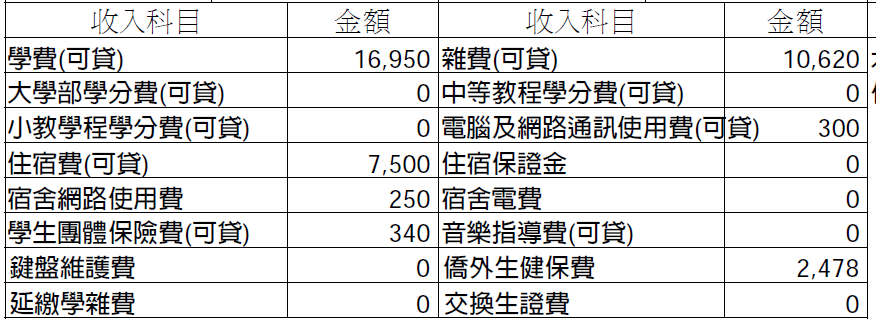 收入科目 金額 收入科目 金額
學費(可貸) 16,950 雜費(可貸) 10,620
大學部學分費(可貸) 0 中等教程學分費(可貸) 0
小教學程學分費(可貸) 0 電腦及網路通訊使用費(可貸) 300
住宿費(可貸) 7,500 住宿保證金 0
宿舍網路使用費 250 宿舍電費 0
學生團體保險費(可貸) 340 音樂指導費(可貸) 0
鍵盤維護費 0 僑外生健保費 2,478
延繳學雜費 0 交換生證費 0